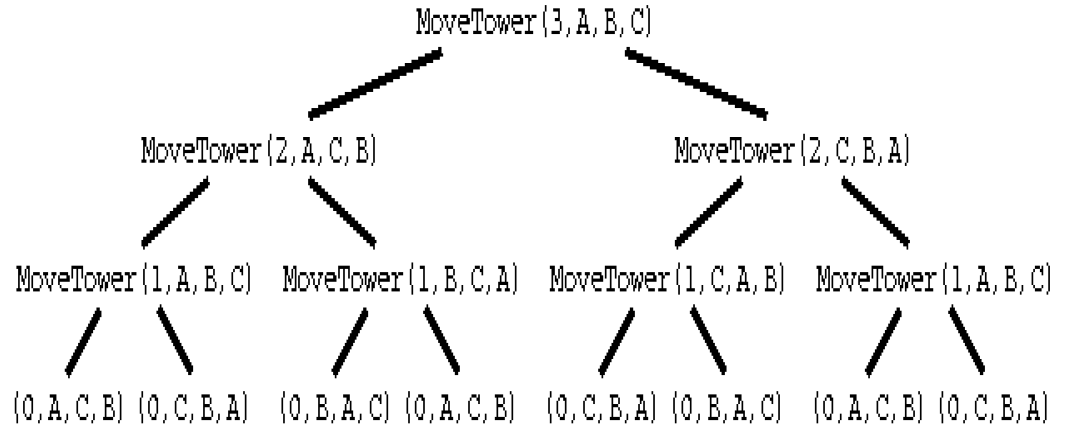 MoveTower(3,A,B,C)
MoveTower(2,A,C,B) MoveTower(2,C,B,A)
MoveTower(1,A,B,C) MoveTower(1,B,C,A) MoveTower(1,C,A,B) MoveTower(1,A,B,C)
(0,A,C,B) (0,C,B,A) (0,B,A,C) (0,A,C,B) (0,C,B,A) (0,B,A,C) (0,A,C,B) (0,C,B,A)